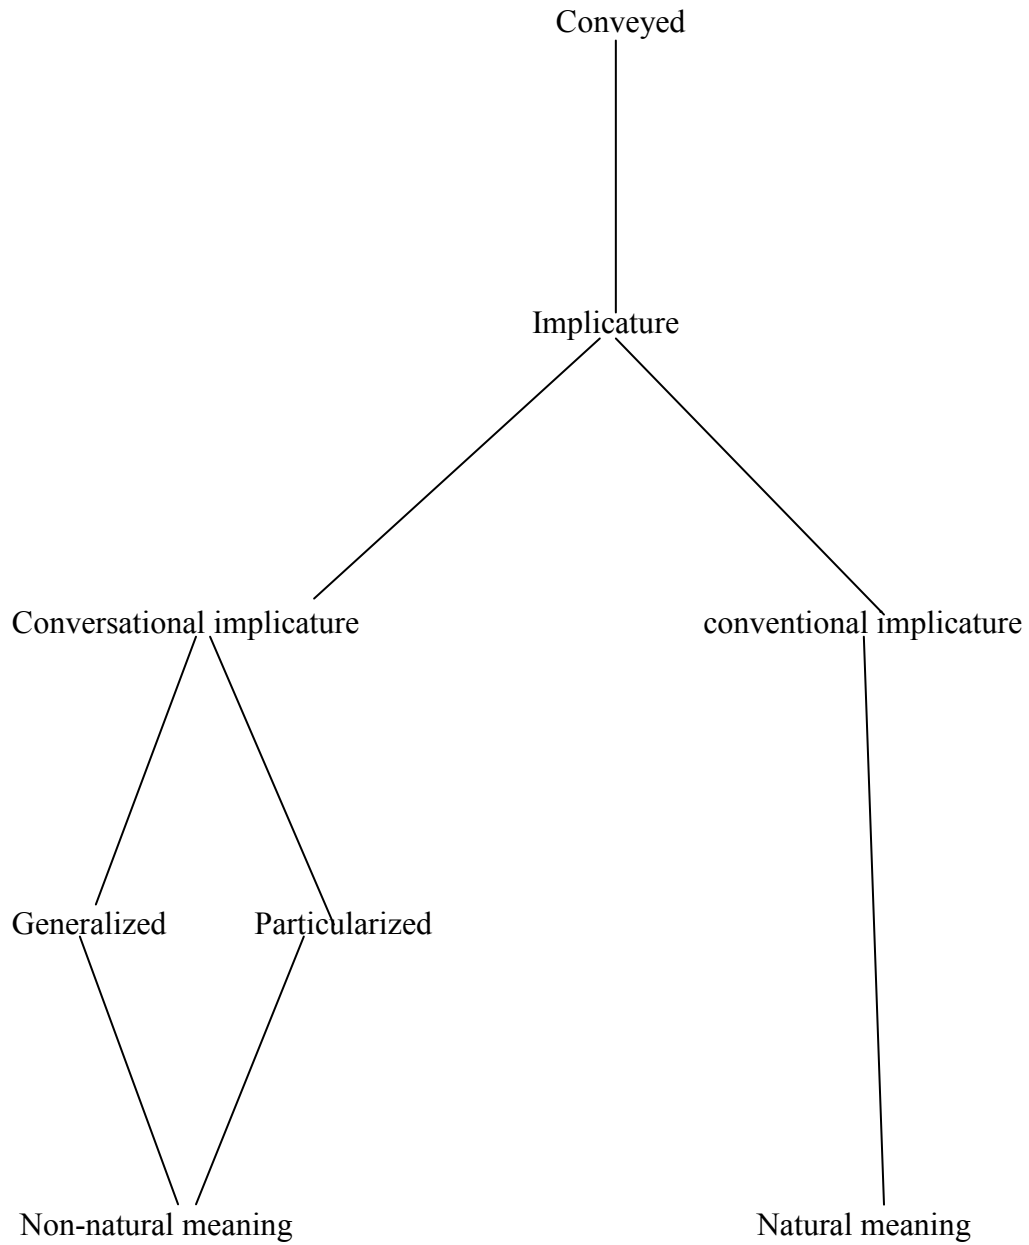 Conveyed
Implicature
Conversational implicature
conventional implicature
Generalized
Particularized
Non-natural meaning
Natural meaning